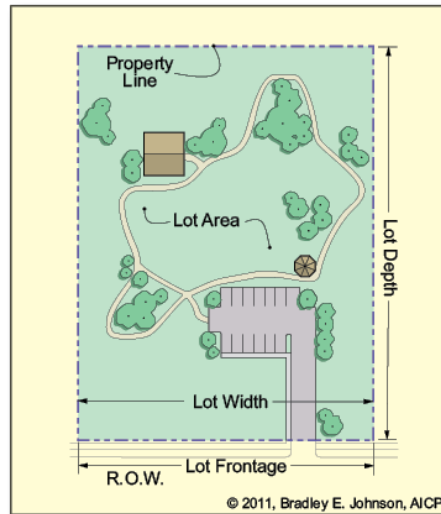 Property
Line
Lot Area
Lot Depth
Lot Width
Lot Frontage
R.O.W.
© 2011, Bradley E. Johnson, AICP